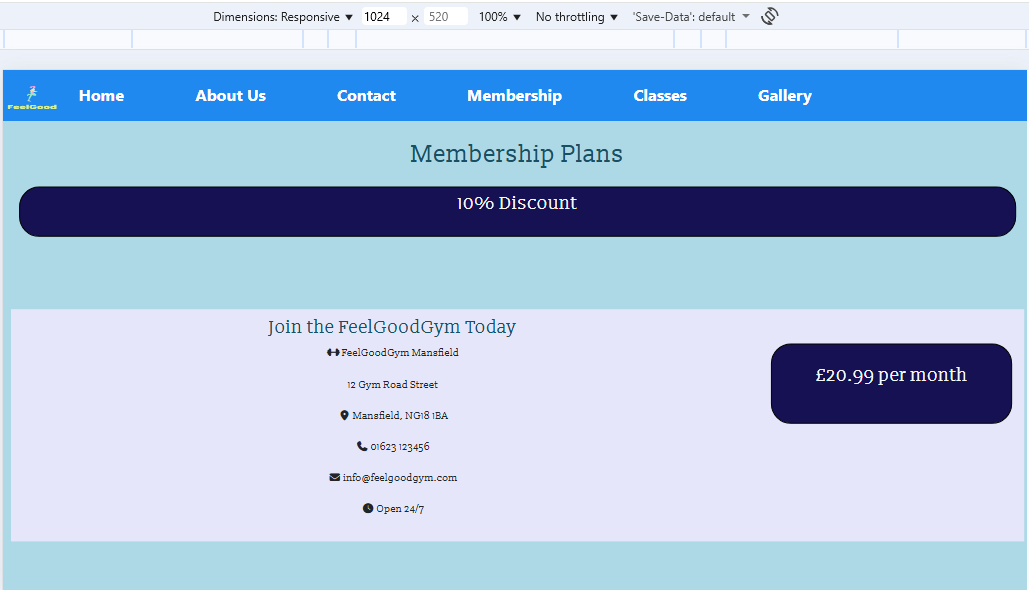 Dimensions: Responsive ▼ 1024 × 520 100% ▼ No throttling ▼ 'Save-Data': default
FeelGood Home About Us Contact Membership Classes Gallery
Membership Plans
10% Discount
Join the FeelGoodGym Today
FeelGoodGym Mansfield
12 Gym Road Street
Mansfield, NG18 1BA
01623 123456
info@feelgoodgym.com
Open 24/7
£20.99 per month